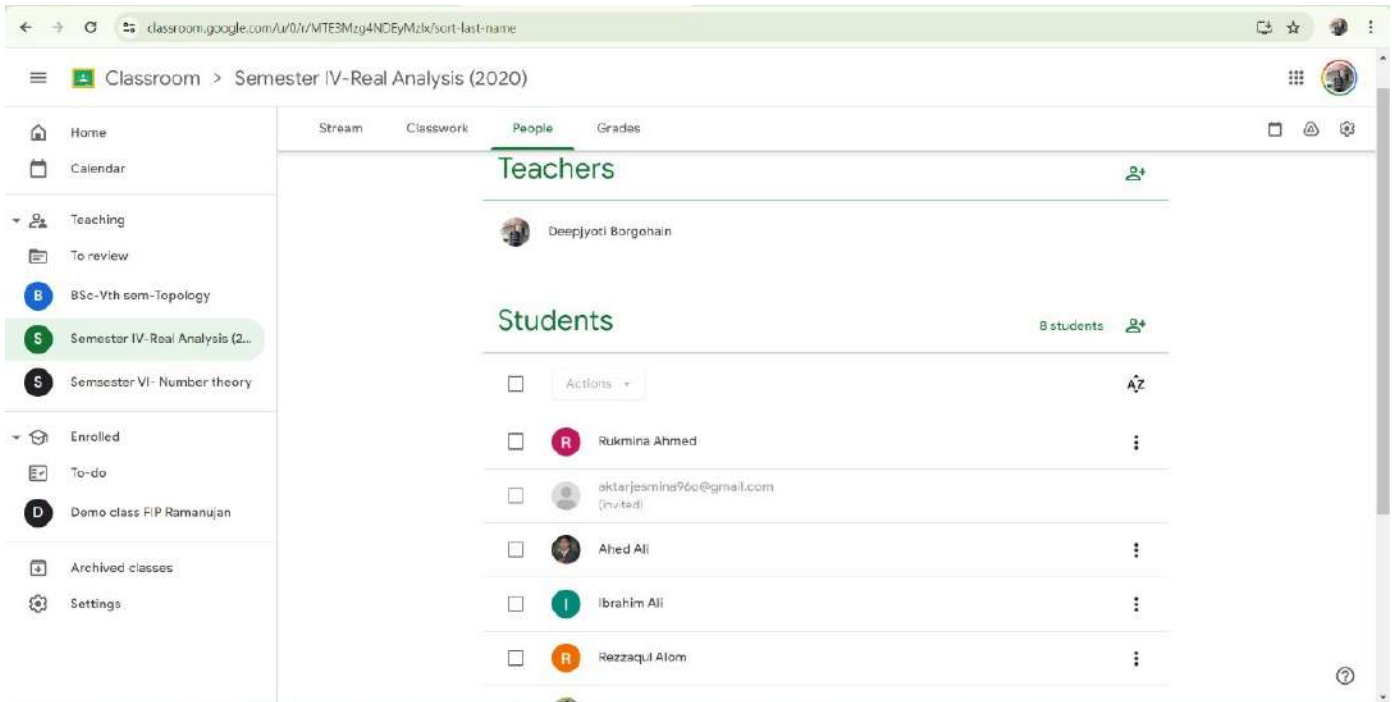 classroom.google.com/u/0/r/MTE3Mzg4NDEyMzIx/sort-last-name
Classroom > Semester IV-Real Analysis (2020)
Home
Calendar
Teaching
To review
B BSc-Vth sem-Topology
S Semester IV-Real Analysis (2...
S Semsester VI- Number theory
Enrolled
To-do
D Demo class FIP Ramanujan
Archived classes
Settings
Stream Classwork People Grades
Teachers
Deepjyoti Borgohain
Students 8 students
Actions AZ
R Rukmina Ahmed
aktarjesmina96o@gmail.com
(invited)
Ahed Ali
I Ibrahim Ali
R Rezzaqul Alom